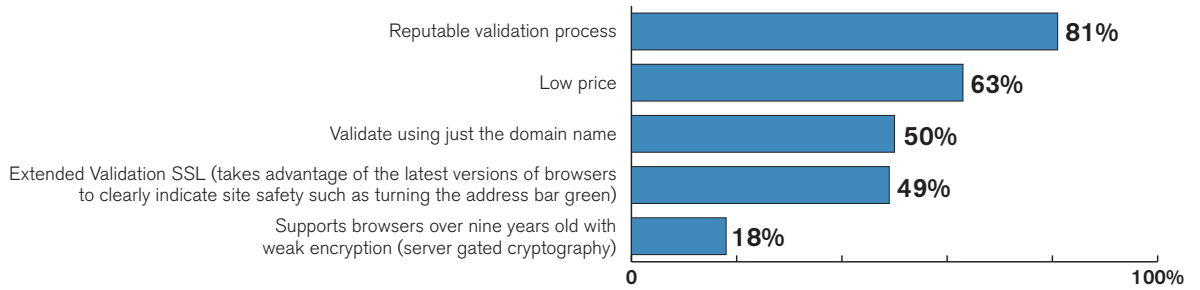 Reputable validation process
81%
Low price
63%
Validate using just the domain name
50%
Extended Validation SSL (takes advantage of the latest versions of browsers
to clearly indicate site safety such as turning the address bar green)
49%
Supports browsers over nine years old with
weak encryption (server gated cryptography)
18%
0
100%